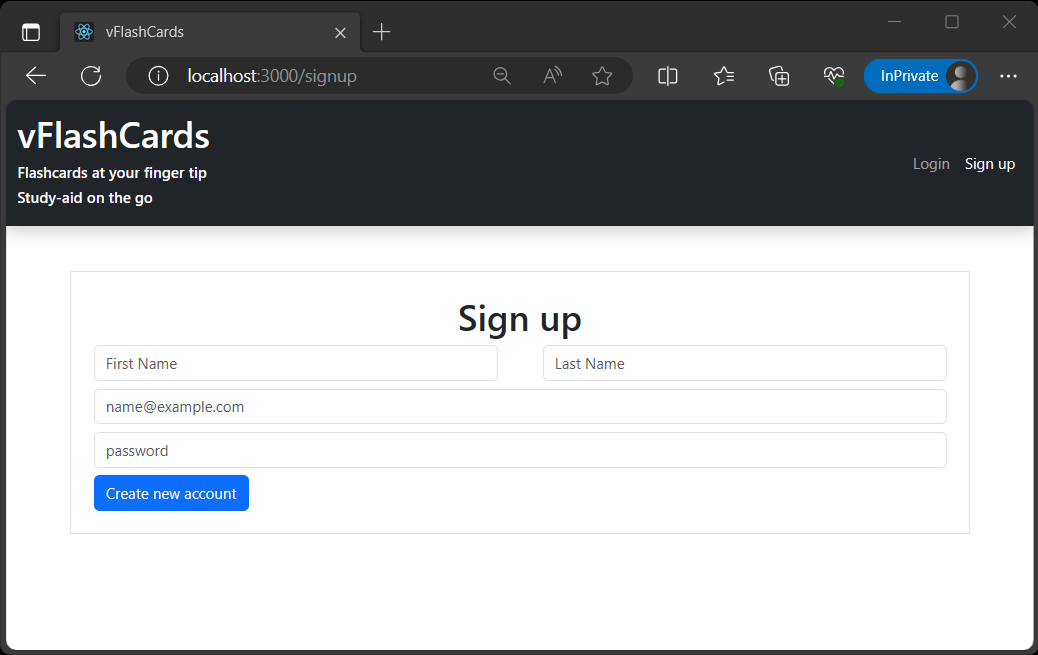 vFlashCards
localhost:3000/signup
InPrivate
vFlashCards
Flashcards at your finger tip
Study-aid on the go
Login Sign up
Sign up
First Name Last Name
name@example.com
password
Create new account